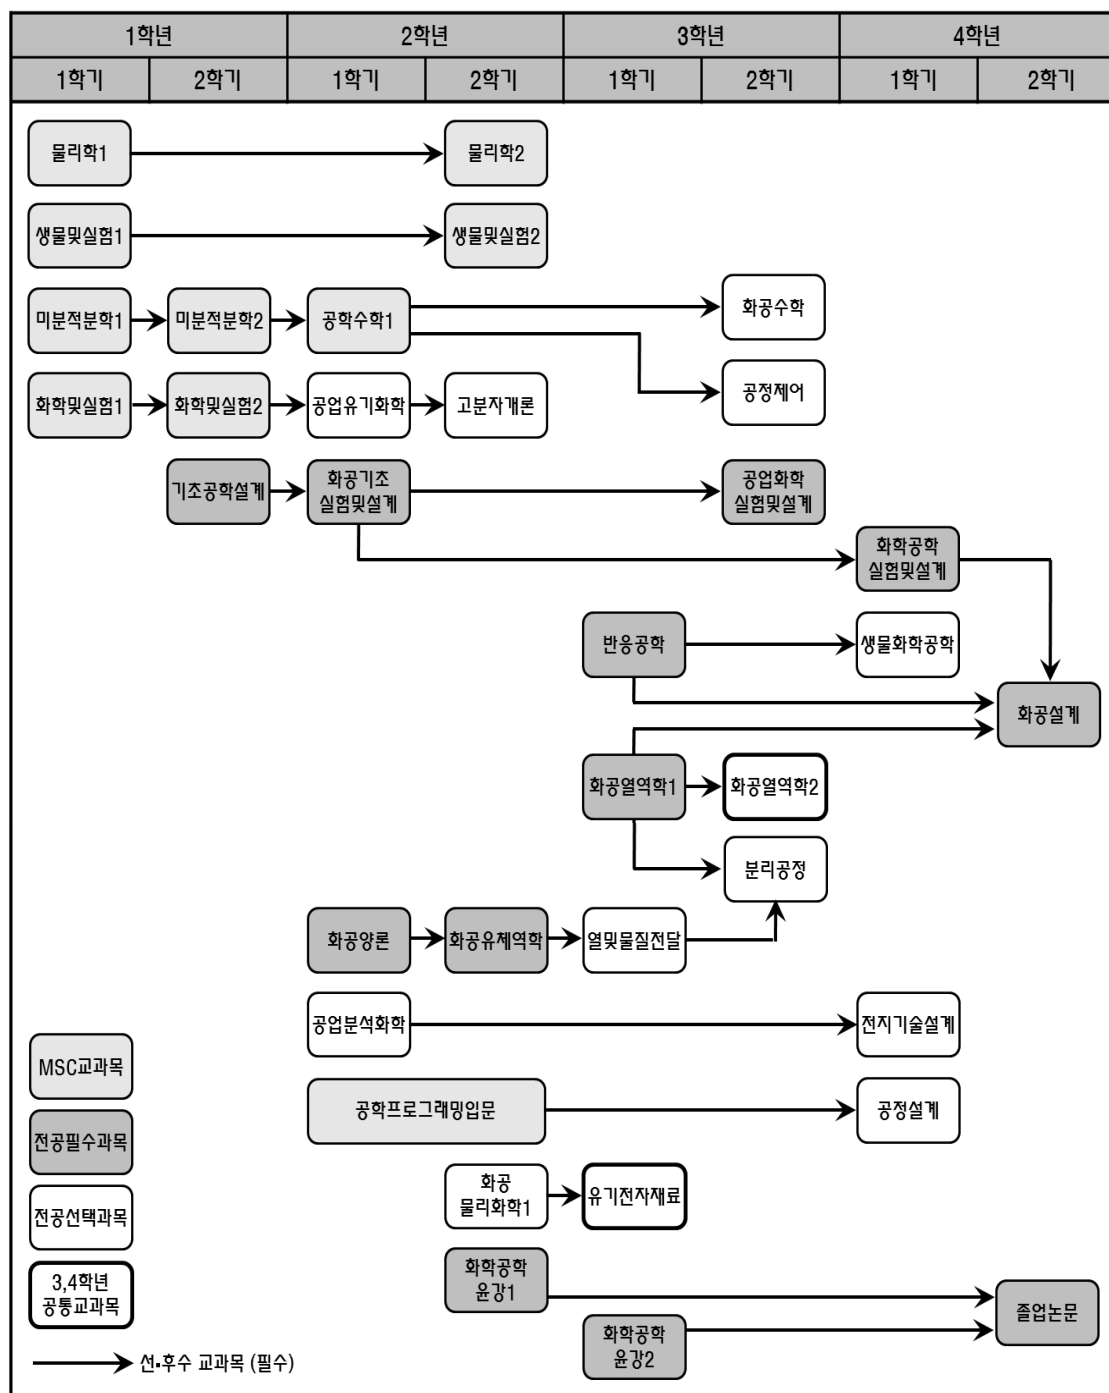 1학년 2학년 3학년 4학년
1학기 2학기 1학기 2학기 1학기 2학기 1학기 2학기
물리학1 물리학2
생물및실험1 생물및실험2
미분적분학1 미분적분학2 공학수학1 화공수학
공정제어
화학및실험1 화학및실험2 공업유기화학 고분자개론
기초공학설계
화공기초
실험및설계
공업화학
실험및설계
화학공학
실험및설계
반응공학 생물화학공학
화공설계
화공열역학1 화공열역학2
분리공정
화공양론 화공유체역학 열및물질전달
공업분석화학 전지기술설계
MSC교과목
공학프로그래밍입문 공정설계
전공필수과목
화공
물리화학1
유기전자재료
전공선택과목
화학공학
윤강1
3,4학년
공통교과목
졸업논문
화학공학
윤강2
선·후수 교과목 (필수)